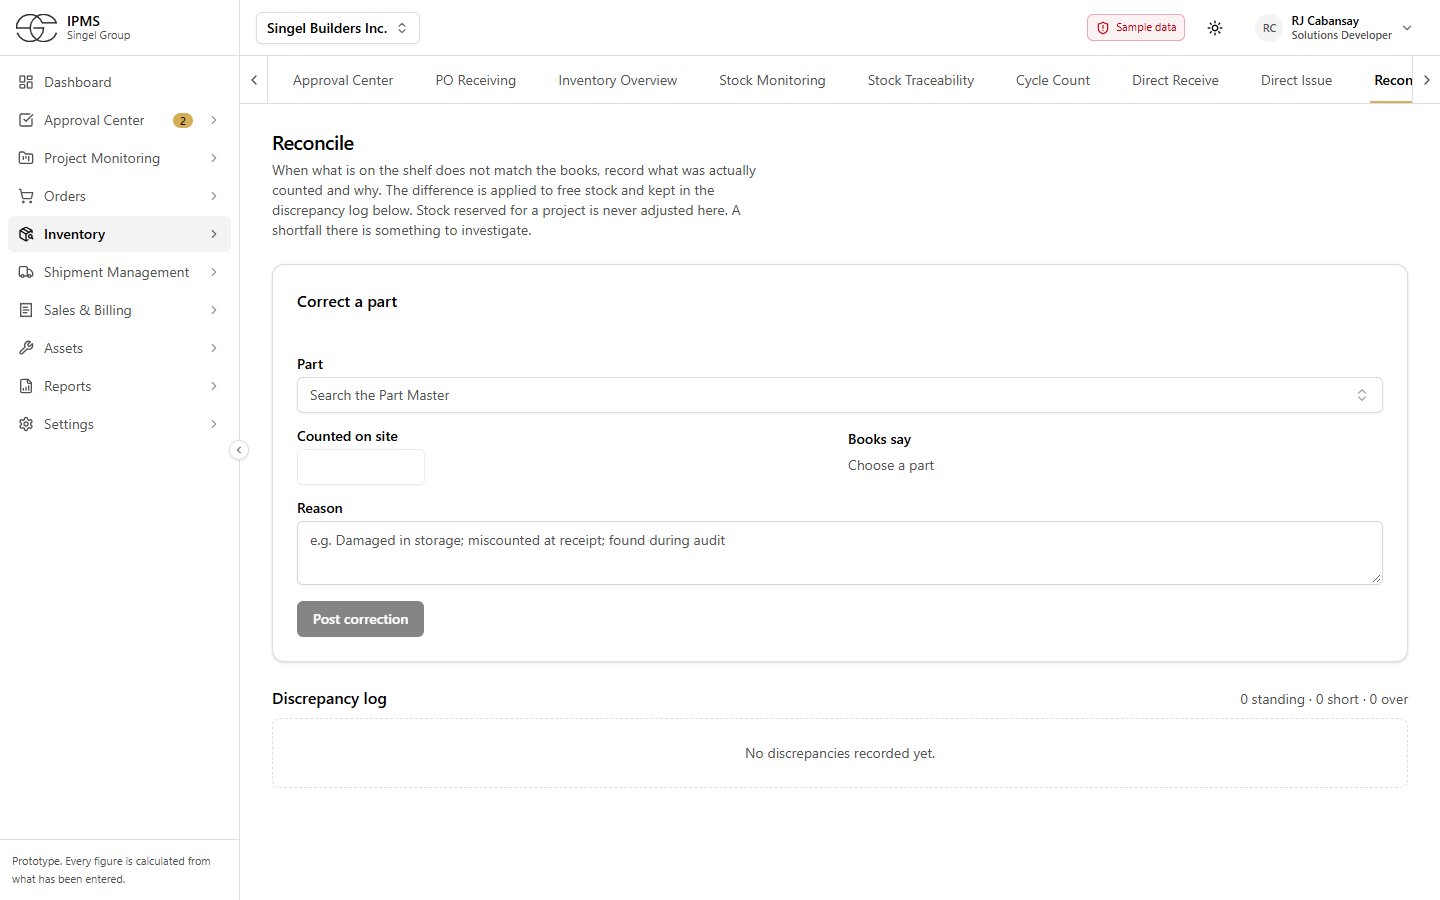 IPMS
Singel Group
Singel Builders Inc.
Sample data
RC
RJ Cabansay
Solutions Developer
Dashboard
Approval Center
2
Project Monitoring
Orders
Inventory
Shipment Management
Sales & Billing
Assets
Reports
Settings
Prototype. Every figure is calculated from
what has been entered.
Approval Center
PO Receiving
Inventory Overview
Stock Monitoring
Stock Traceability
Cycle Count
Direct Receive
Direct Issue
Recon
Reconcile
When what is on the shelf does not match the books, record what was actually
counted and why. The difference is applied to free stock and kept in the
discrepancy log below. Stock reserved for a project is never adjusted here. A
shortfall there is something to investigate.
Correct a part
Part
Search the Part Master
Counted on site
Books say
Choose a part
Reason
e.g. Damaged in storage; miscounted at receipt; found during audit
Post correction
Discrepancy log
0 standing · 0 short · 0 over
No discrepancies recorded yet.